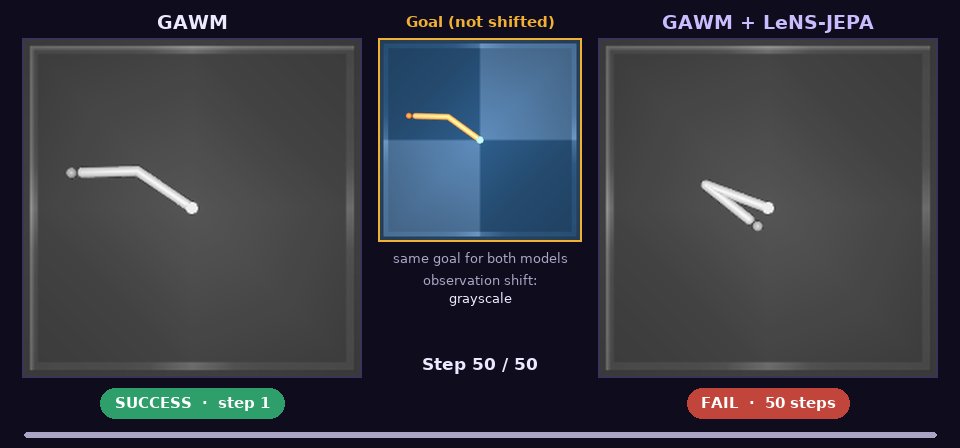 GAWM
Goal (not shifted)
GAWM + LeNS-JEPA
same goal for both models
observation shift:
grayscale
Step 50 / 50
SUCCESS · step 1
FAIL · 50 steps